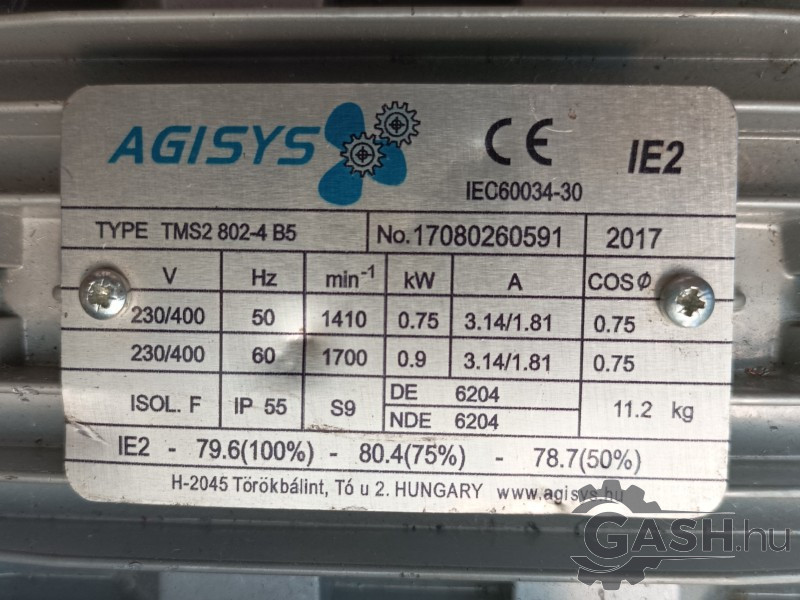 AGISYS
CE
IEC60034-30
IE2
TYPE TMS2 802-4 B5 No.17080260591 2017
V Hz min⁻¹ kW A COSΦ
230/400 50 1410 0.75 3.14/1.81 0.75
230/400 60 1700 0.9 3.14/1.81 0.75
ISOL. F IP 55 S9 DE 6204 11.2 kg
NDE 6204
IE2 - 79.6(100%) - 80.4(75%) - 78.7(50%)
H-2045 Törökbálint, Tó u 2. HUNGARY www.agisys.hu
GASH.hu